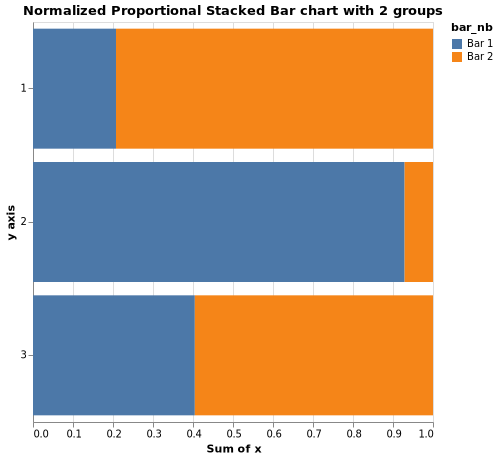 Normalized Proportional Stacked Bar chart with 2 groups
bar_nb
Bar 1
Bar 2
y axis
1
2
3
0.0 0.1 0.2 0.3 0.4 0.5 0.6 0.7 0.8 0.9 1.0
Sum of x